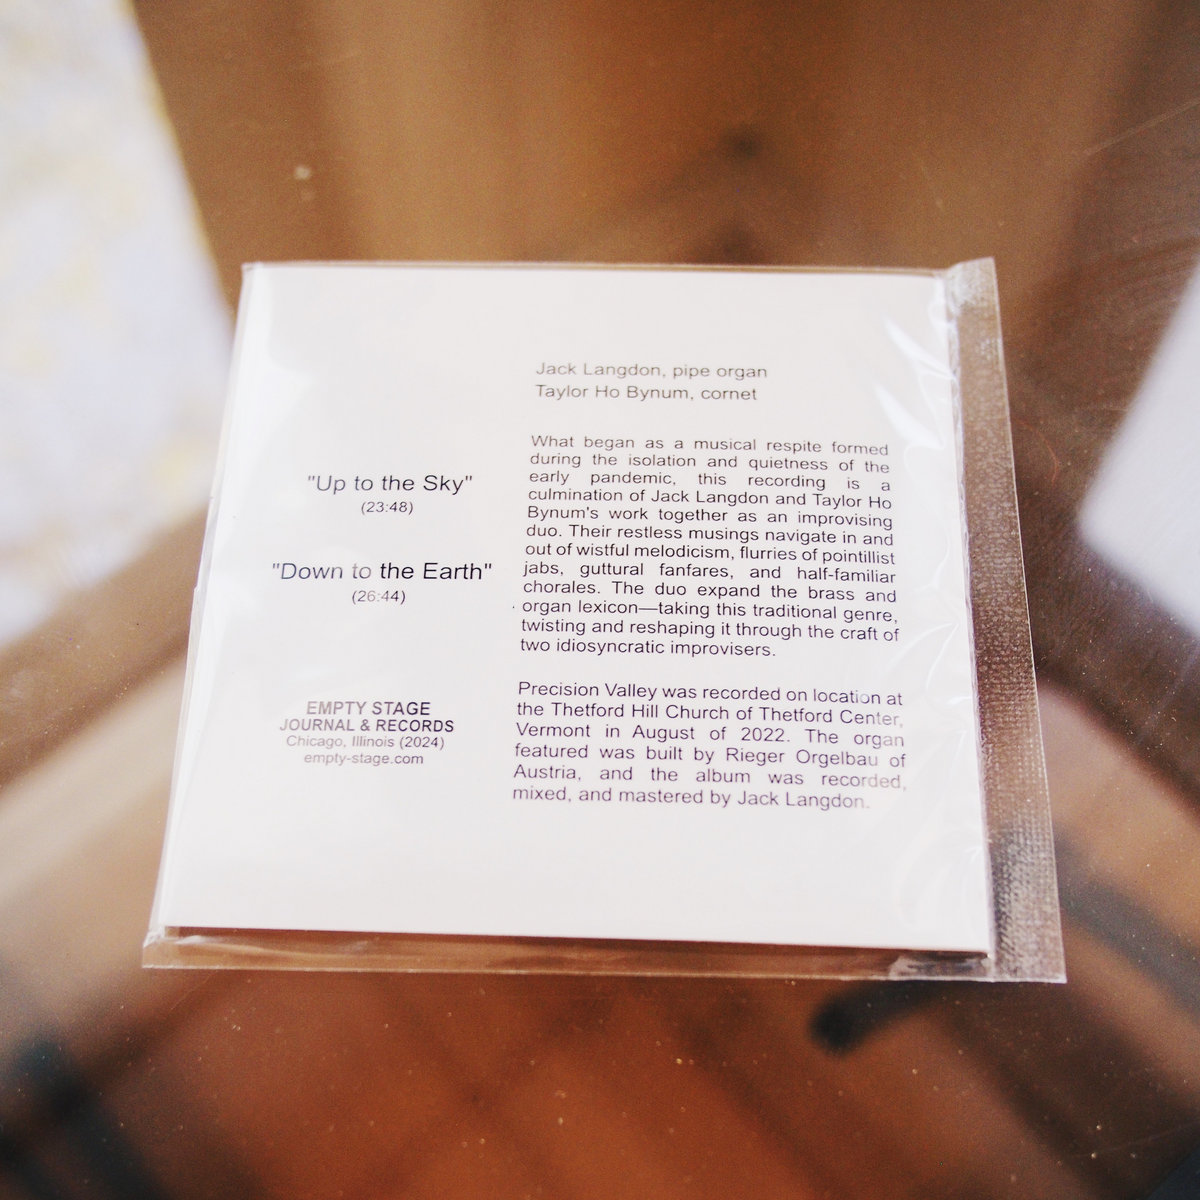 "Up to the Sky"
(23:48)
"Down to the Earth"
(26:44)
EMPTY STAGE
JOURNAL & RECORDS
Chicago, Illinois (2024)
empty-stage.com
Jack Langdon, pipe organ
Taylor Ho Bynum, cornet
What began as a musical respite formed
during the isolation and quietness of the
early pandemic, this recording is a
culmination of Jack Langdon and Taylor Ho
Bynum's work together as an improvising
duo. Their restless musings navigate in and
out of wistful melodicism, flurries of pointillist
jabs, guttural fanfares, and half-familiar
chorales. The duo expand the brass and
organ lexicon—taking this traditional genre,
twisting and reshaping it through the craft of
two idiosyncratic improvisers.
Precision Valley was recorded on location at
the Thetford Hill Church of Thetford Center,
Vermont in August of 2022. The organ
featured was built by Rieger Orgelbau of
Austria, and the album was recorded,
mixed, and mastered by Jack Langdon.